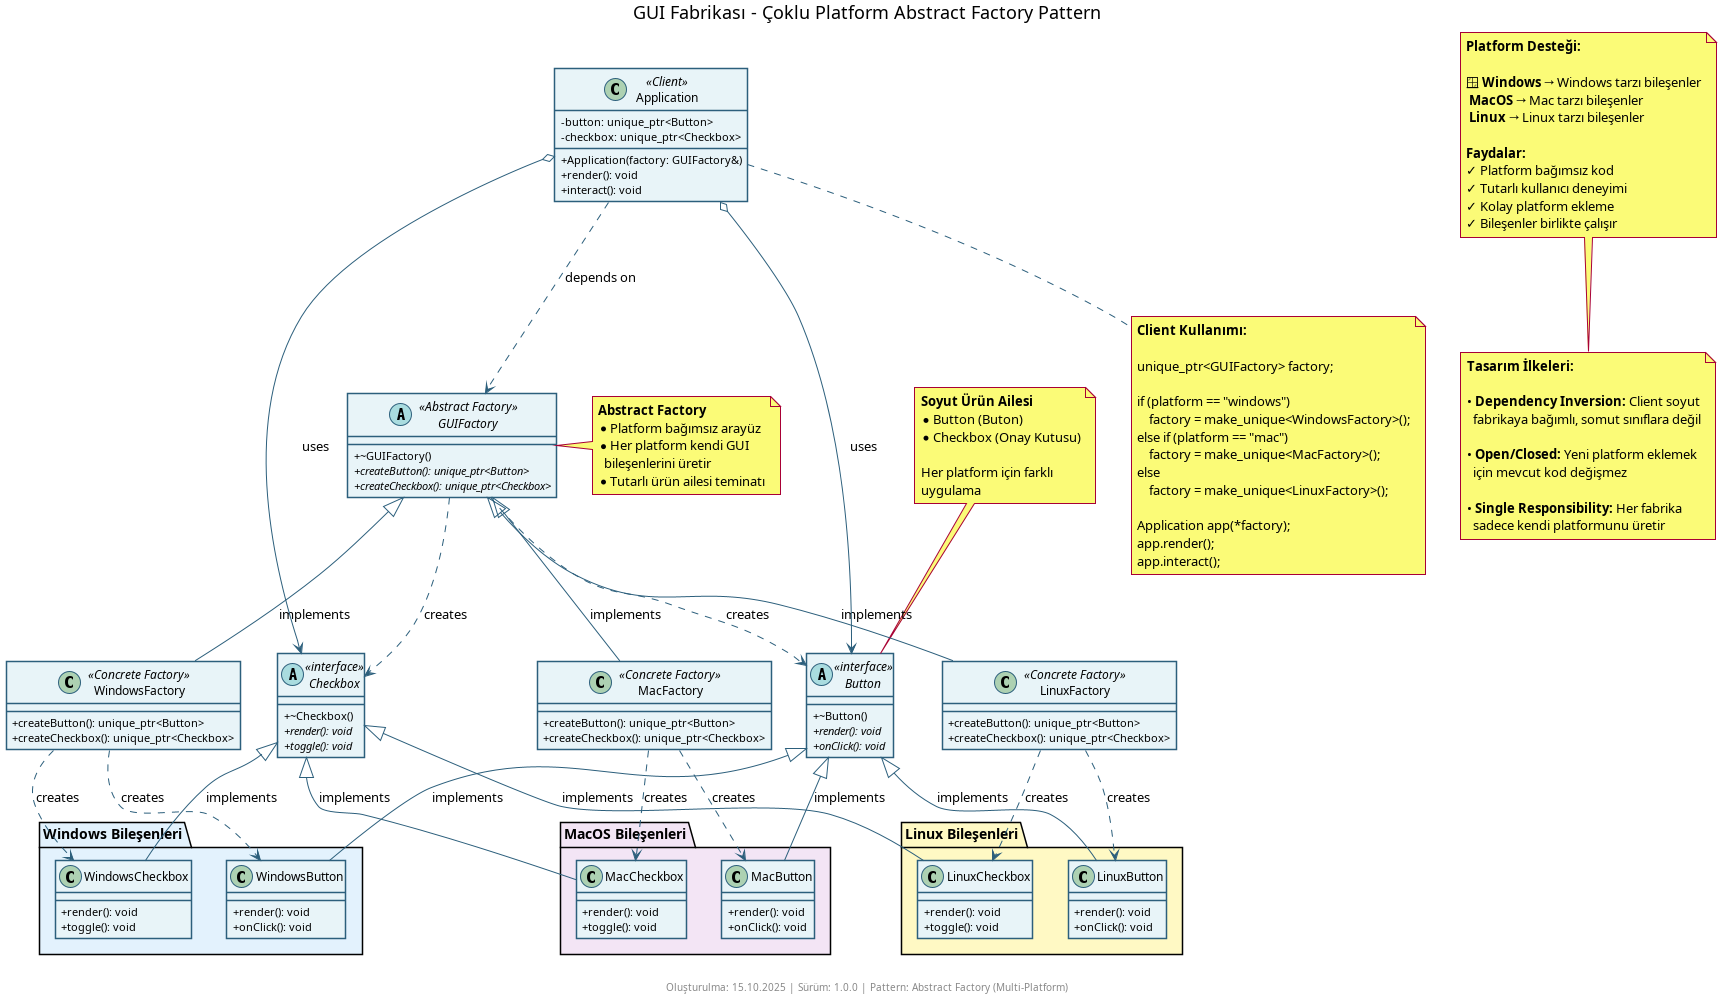 GUI Fabrikası - Çoklu Platform Abstract Factory Pattern
C
«Client»
Application
-button: unique_ptr<Button>
-checkbox: unique_ptr<Checkbox>
+Application(factory: GUIFactory&)
+render(): void
+interact(): void
Platform Desteği:
Windows → Windows tarzı bileşenler
MacOS → Mac tarzı bileşenler
Linux → Linux tarzı bileşenler
Faydalar:
✓ Platform bağımsız kod
✓ Tutarlı kullanıcı deneyimi
✓ Kolay platform ekleme
✓ Bileşenler birlikte çalışır
depends on
uses
uses
A
«Abstract Factory»
GUIFactory
+~GUIFactory()
+createButton(): unique_ptr<Button>
+createCheckbox(): unique_ptr<Checkbox>
Abstract Factory
• Platform bağımsız arayüz
• Her platform kendi GUI
bileşenlerini üretir
• Tutarlı ürün ailesi teminatı
Soyut Ürün Ailesi
• Button (Buton)
• Checkbox (Onay Kutusu)
Her platform için farklı
uygulama
Client Kullanımı:
unique_ptr<GUIFactory> factory;
if (platform == "windows")
factory = make_unique<WindowsFactory>();
else if (platform == "mac")
factory = make_unique<MacFactory>();
else
factory = make_unique<LinuxFactory>();
Application app(*factory);
app.render();
app.interact();
Tasarım İlkeleri:
• Dependency Inversion: Client soyut
fabrikaya bağımlı, somut sınıflara değil
• Open/Closed: Yeni platform eklemek
için mevcut kod değişmez
• Single Responsibility: Her fabrika
sadece kendi platformunu üretir
implements
creates
implements
creates
implements
C
«Concrete Factory»
WindowsFactory
+createButton(): unique_ptr<Button>
+createCheckbox(): unique_ptr<Checkbox>
A
«interface»
Checkbox
+~Checkbox()
+render(): void
+toggle(): void
C
«Concrete Factory»
MacFactory
+createButton(): unique_ptr<Button>
+createCheckbox(): unique_ptr<Checkbox>
A
«interface»
Button
+~Button()
+render(): void
+onClick(): void
C
«Concrete Factory»
LinuxFactory
+createButton(): unique_ptr<Button>
+createCheckbox(): unique_ptr<Checkbox>
creates
creates
implements
implements
implements
implements
creates
creates
implements
implements
creates
creates
Windows Bileşenleri
C
WindowsCheckbox
+render(): void
+toggle(): void
C
WindowsButton
+render(): void
+onClick(): void
MacOS Bileşenleri
C
MacCheckbox
+render(): void
+toggle(): void
C
MacButton
+render(): void
+onClick(): void
Linux Bileşenleri
C
LinuxCheckbox
+render(): void
+toggle(): void
C
LinuxButton
+render(): void
+onClick(): void
Oluşturulma: 15.10.2025 | Sürüm: 1.0.0 | Pattern: Abstract Factory (Multi-Platform)